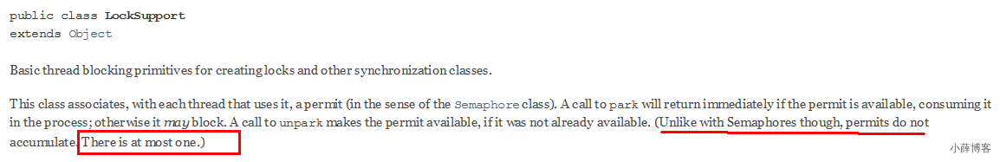 public class LockSupport
extends Object
Basic thread blocking primitives for creating locks and other synchronization classes.
This class associates, with each thread that uses it, a permit (in the sense of the Semaphore class). A call to park will return immediately if the permit is available, consuming it
in the process; otherwise it may block. A call to unpark makes the permit available, if it was not already available. (Unlike with Semaphores though, permits do not
accumulate. There is at most one.)
小薛博客